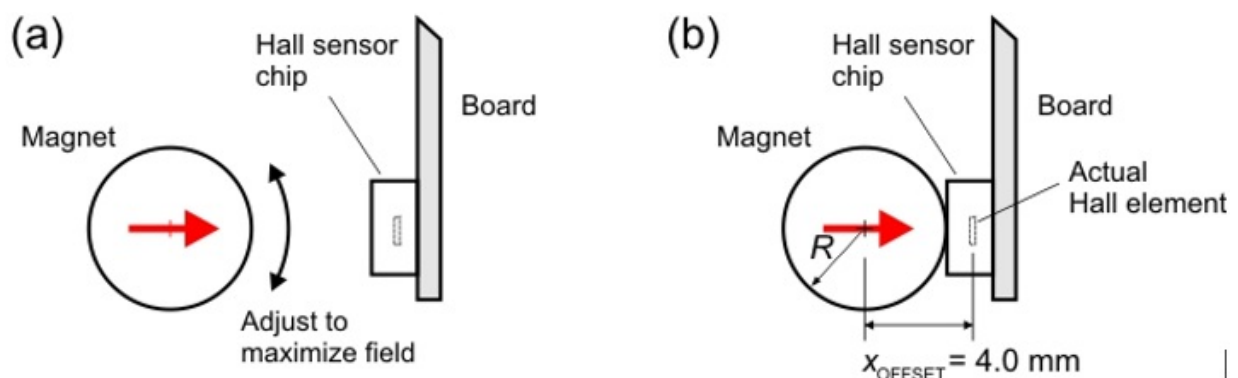 (a)
Hall sensor
chip
Board
Magnet
Adjust to
maximize field
(b)
Hall sensor
chip
Board
Magnet
Actual
Hall element
R
xOFFSET = 4.0 mm